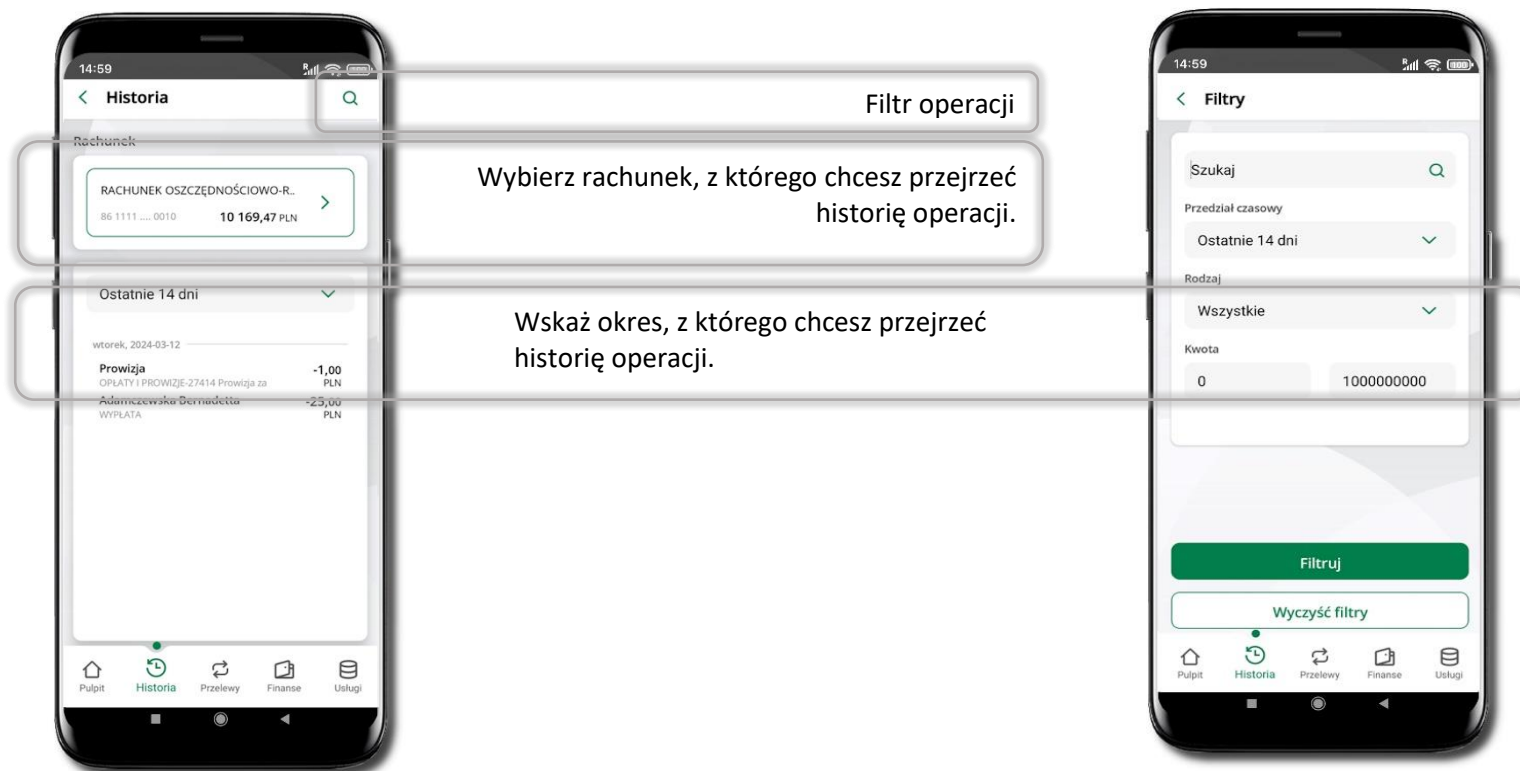 14:59
Historia
Rachunek
RACHUNEK OSZCZĘDNOŚCIOWO-R..
86 1111 .... 0010 10 169,47 PLN
Ostatnie 14 dni
wtorek, 2024-03-12
Prowizja -1,00
OPŁATY I PROWIZJE-27414 Prowizja za PLN
Adamczewska Bernadetta -25,00
WYPŁATA PLN
Pulpit Historia Przelewy Finanse Usługi
Filtr operacji
Wybierz rachunek, z którego chcesz przejrzeć
historię operacji.
Wskaż okres, z którego chcesz przejrzeć
historię operacji.
14:59
Filtry
Szukaj
Przedział czasowy
Ostatnie 14 dni
Rodzaj
Wszystkie
Kwota
0 1000000000
Filtruj
Wyczyść filtry
Pulpit Historia Przelewy Finanse Usługi